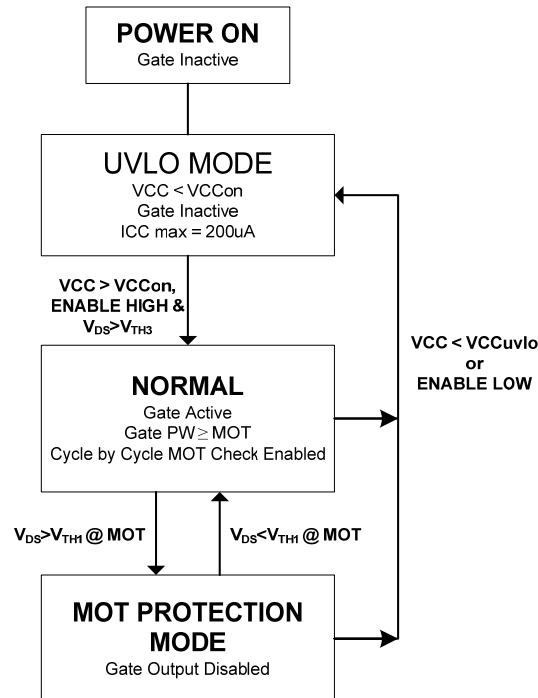 POWER ON
Gate Inactive
UVLO MODE
VCC < VCCon
Gate Inactive
ICC max = 200uA
VCC > VCCon,
ENABLE HIGH &
VDS>VTH3
VCC < VCCuvlo
or
ENABLE LOW
NORMAL
Gate Active
Gate PW ≥ MOT
Cycle by Cycle MOT Check Enabled
VDS>VTH1 @ MOT
VDS<VTH1 @ MOT
MOT PROTECTION
MODE
Gate Output Disabled